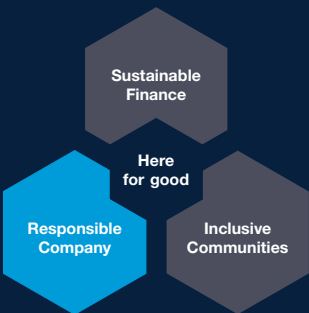 Sustainable
Finance
Here
for good
Responsible
Company
Inclusive
Communities